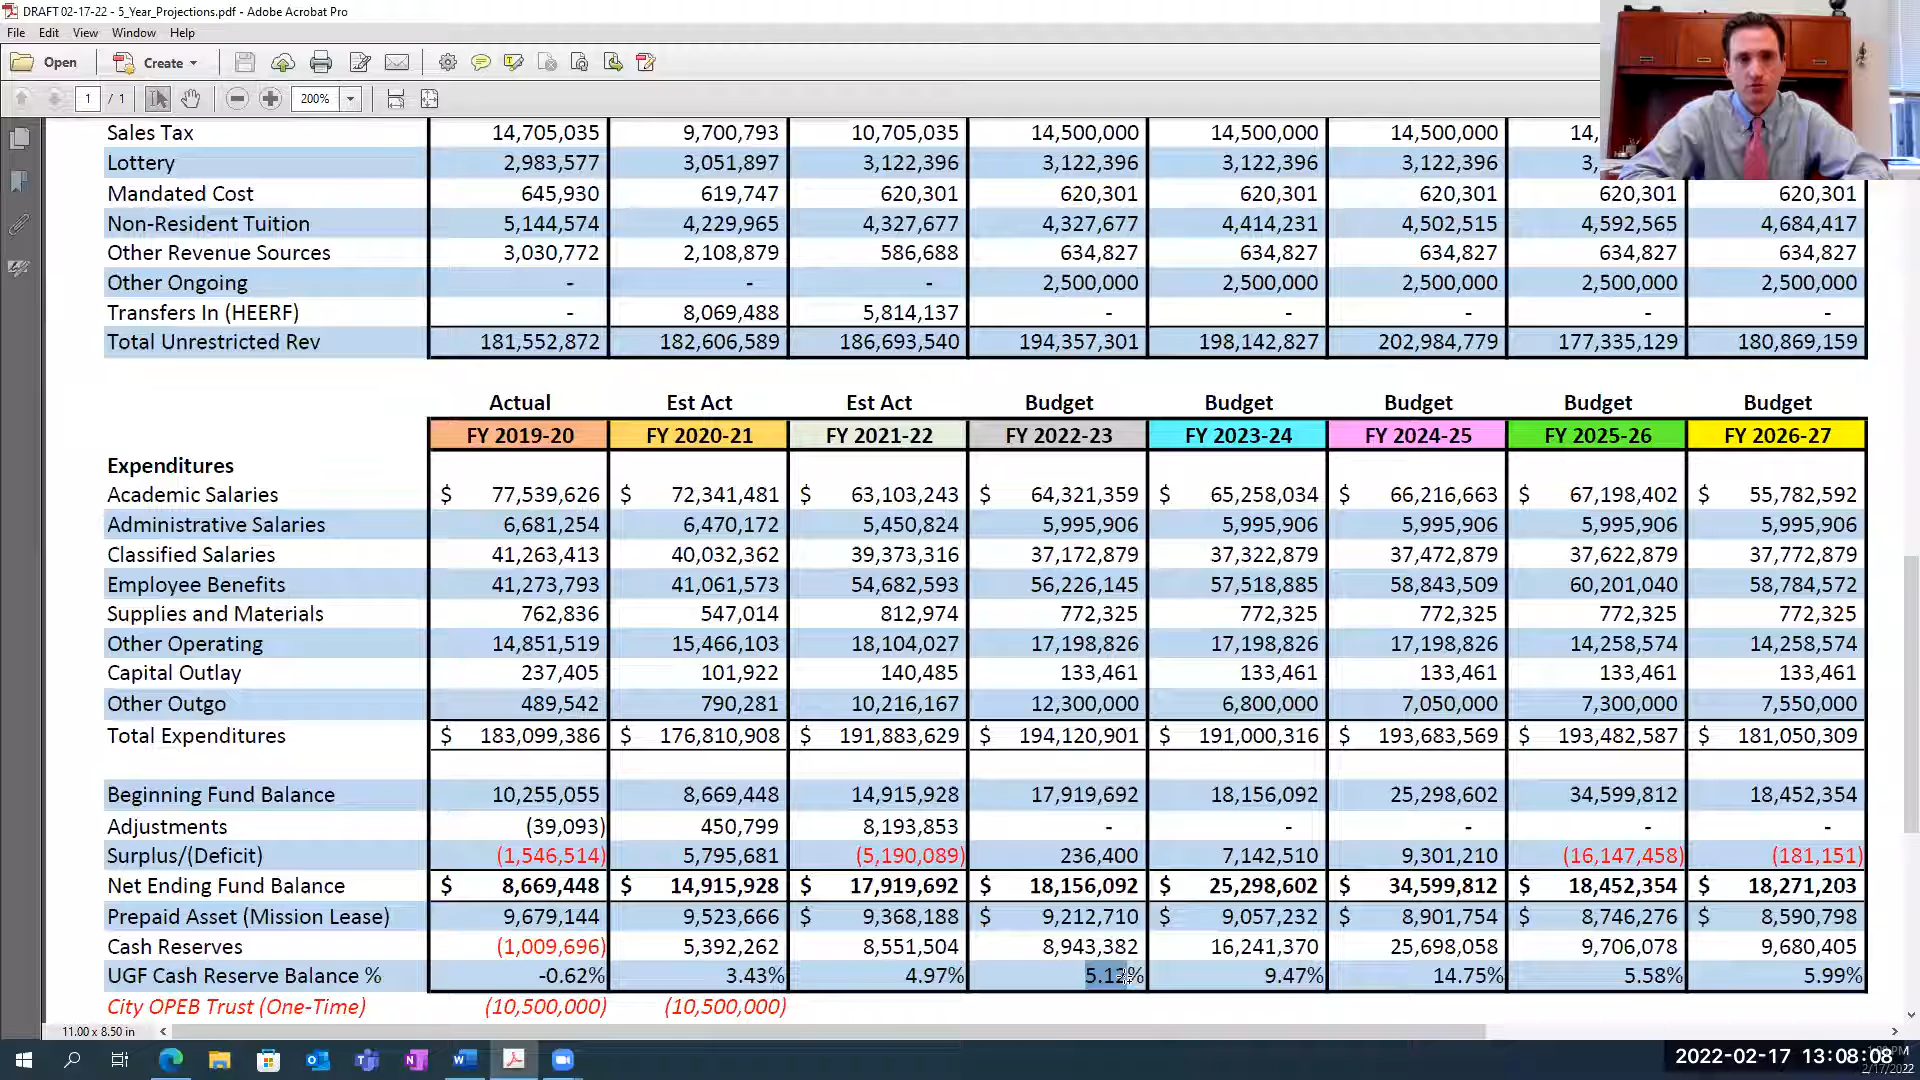 DRAFT 02-17-22 - 5_Year_Projections.pdf - Adobe Acrobat Pro
File Edit View Window Help
Open Create
1 / 1 200%
Sales Tax 14,705,035 9,700,793 10,705,035 14,500,000 14,500,000 14,500,000 14,
Lottery 2,983,577 3,051,897 3,122,396 3,122,396 3,122,396 3,122,396 3,
Mandated Cost 645,930 619,747 620,301 620,301 620,301 620,301 620,301 620,301
Non-Resident Tuition 5,144,574 4,229,965 4,327,677 4,327,677 4,414,231 4,502,515 4,592,565 4,684,417
Other Revenue Sources 3,030,772 2,108,879 586,688 634,827 634,827 634,827 634,827 634,827
Other Ongoing - - - 2,500,000 2,500,000 2,500,000 2,500,000 2,500,000
Transfers In (HEERF) - 8,069,488 5,814,137 - - - - -
Total Unrestricted Rev 181,552,872 182,606,589 186,693,540 194,357,301 198,142,827 202,984,779 177,335,129 180,869,159
Actual Est Act Est Act Budget Budget Budget Budget Budget
FY 2019-20 FY 2020-21 FY 2021-22 FY 2022-23 FY 2023-24 FY 2024-25 FY 2025-26 FY 2026-27
Expenditures
Academic Salaries $ 77,539,626 $ 72,341,481 $ 63,103,243 $ 64,321,359 $ 65,258,034 $ 66,216,663 $ 67,198,402 $ 55,782,592
Administrative Salaries 6,681,254 6,470,172 5,450,824 5,995,906 5,995,906 5,995,906 5,995,906 5,995,906
Classified Salaries 41,263,413 40,032,362 39,373,316 37,172,879 37,322,879 37,472,879 37,622,879 37,772,879
Employee Benefits 41,273,793 41,061,573 54,682,593 56,226,145 57,518,885 58,843,509 60,201,040 58,784,572
Supplies and Materials 762,836 547,014 812,974 772,325 772,325 772,325 772,325 772,325
Other Operating 14,851,519 15,466,103 18,104,027 17,198,826 17,198,826 17,198,826 14,258,574 14,258,574
Capital Outlay 237,405 101,922 140,485 133,461 133,461 133,461 133,461 133,461
Other Outgo 489,542 790,281 10,216,167 12,300,000 6,800,000 7,050,000 7,300,000 7,550,000
Total Expenditures $ 183,099,386 $ 176,810,908 $ 191,883,629 $ 194,120,901 $ 191,000,316 $ 193,683,569 $ 193,482,587 $ 181,050,309
Beginning Fund Balance 10,255,055 8,669,448 14,915,928 17,919,692 18,156,092 25,298,602 34,599,812 18,452,354
Adjustments (39,093) 450,799 8,193,853 - - - - -
Surplus/(Deficit) (1,546,514) 5,795,681 (5,190,089) 236,400 7,142,510 9,301,210 (16,147,458) (181,151)
Net Ending Fund Balance $ 8,669,448 $ 14,915,928 $ 17,919,692 $ 18,156,092 $ 25,298,602 $ 34,599,812 $ 18,452,354 $ 18,271,203
Prepaid Asset (Mission Lease) 9,679,144 9,523,666 $ 9,368,188 $ 9,212,710 $ 9,057,232 $ 8,901,754 $ 8,746,276 $ 8,590,798
Cash Reserves (1,009,696) 5,392,262 8,551,504 8,943,382 16,241,370 25,698,058 9,706,078 9,680,405
UGF Cash Reserve Balance % -0.62% 3.43% 4.97% 5.12% 9.47% 14.75% 5.58% 5.99%
City OPEB Trust (One-Time) (10,500,000) (10,500,000)
11.00 x 8.50 in
2022-02-17 13:08:08
2/17/2022